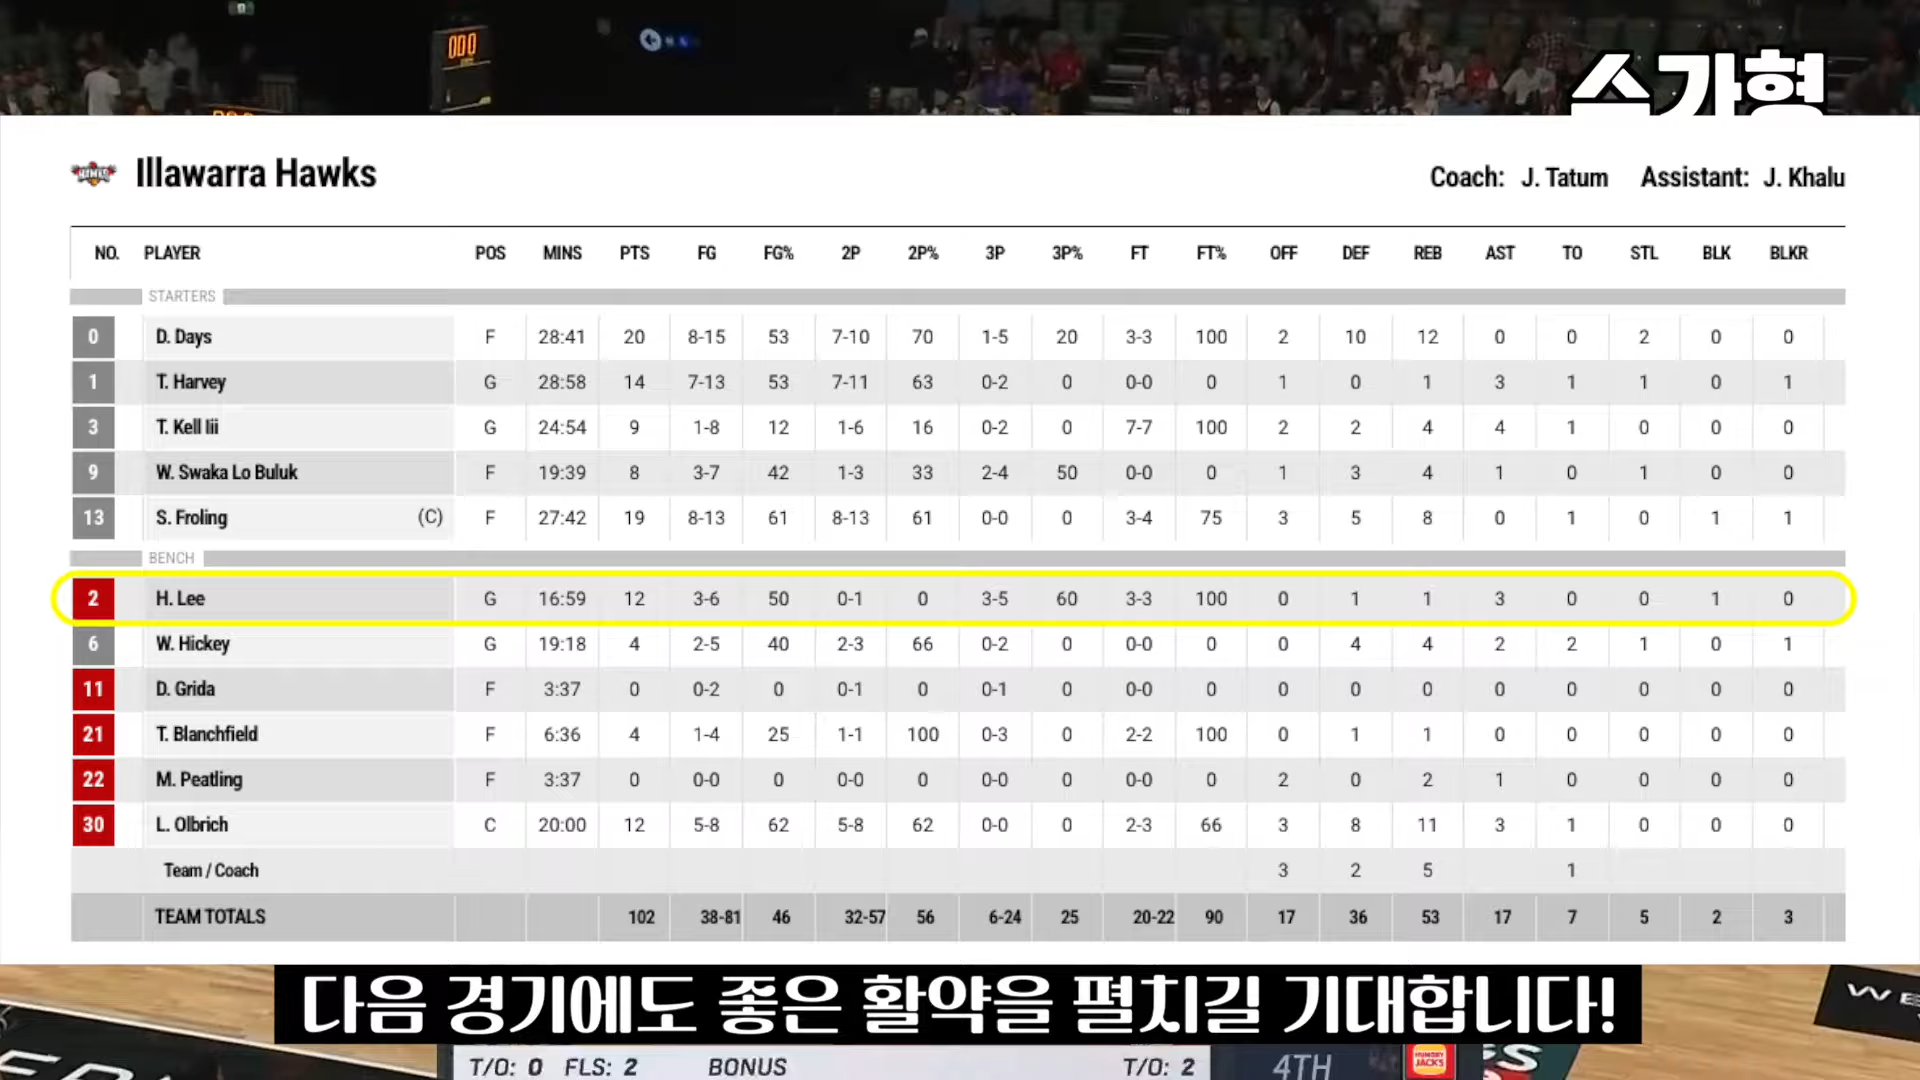 000
스가형
HAWKS
Illawarra Hawks
Coach: J. Tatum Assistant: J. Khalu
NO. PLAYER POS MINS PTS FG FG% 2P 2P% 3P 3P% FT FT% OFF DEF REB AST TO STL BLK BLKR
STARTERS
0 D. Days F 28:41 20 8-15 53 7-10 70 1-5 20 3-3 100 2 10 12 0 0 2 0 0
1 T. Harvey G 28:58 14 7-13 53 7-11 63 0-2 0 0-0 0 1 0 1 3 1 1 0 1
3 T. Kell Iii G 24:54 9 1-8 12 1-6 16 0-2 0 7-7 100 2 2 4 4 1 0 0 0
9 W. Swaka Lo Buluk F 19:39 8 3-7 42 1-3 33 2-4 50 0-0 0 1 3 4 1 0 1 0 0
13 S. Froling (C) F 27:42 19 8-13 61 8-13 61 0-0 0 3-4 75 3 5 8 0 1 0 1 1
BENCH
2 H. Lee G 16:59 12 3-6 50 0-1 0 3-5 60 3-3 100 0 1 1 3 0 0 1 0
6 W. Hickey G 19:18 4 2-5 40 2-3 66 0-2 0 0-0 0 0 4 4 2 2 1 0 1
11 D. Grida F 3:37 0 0-2 0 0-1 0 0-1 0 0-0 0 0 0 0 0 0 0 0 0
21 T. Blanchfield F 6:36 4 1-4 25 1-1 100 0-3 0 2-2 100 0 1 1 0 0 0 0 0
22 M. Peatling F 3:37 0 0-0 0 0-0 0 0-0 0 0-0 0 2 0 2 1 0 0 0 0
30 L. Olbrich C 20:00 12 5-8 62 5-8 62 0-0 0 2-3 66 3 8 11 3 1 0 0 0
Team / Coach 3 2 5 1
TEAM TOTALS 102 38-81 46 32-57 56 6-24 25 20-22 90 17 36 53 17 7 5 2 3
다음 경기에도 좋은 활약을 펼치길 기대합니다!
T/O: 0 FLS: 2 BONUS T/O: 2 4TH HUNGRY JACK'S